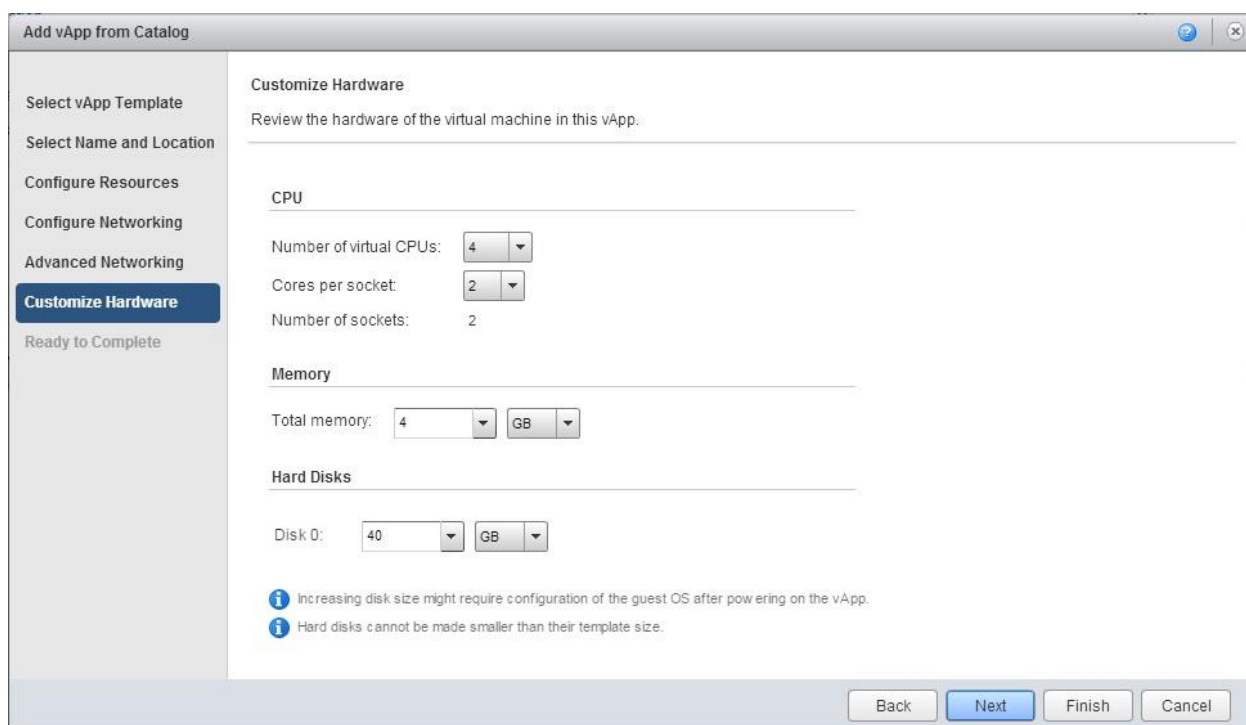 Add vApp from Catalog
Select vApp Template
Select Name and Location
Configure Resources
Configure Networking
Advanced Networking
Customize Hardware
Ready to Complete
Customize Hardware
Review the hardware of the virtual machine in this vApp.
CPU
Number of virtual CPUs: 4
Cores per socket: 2
Number of sockets: 2
Memory
Total memory: 4 GB
Hard Disks
Disk 0: 40 GB
Increasing disk size might require configuration of the guest OS after powering on the vApp.
Hard disks cannot be made smaller than their template size.
Back Next Finish Cancel